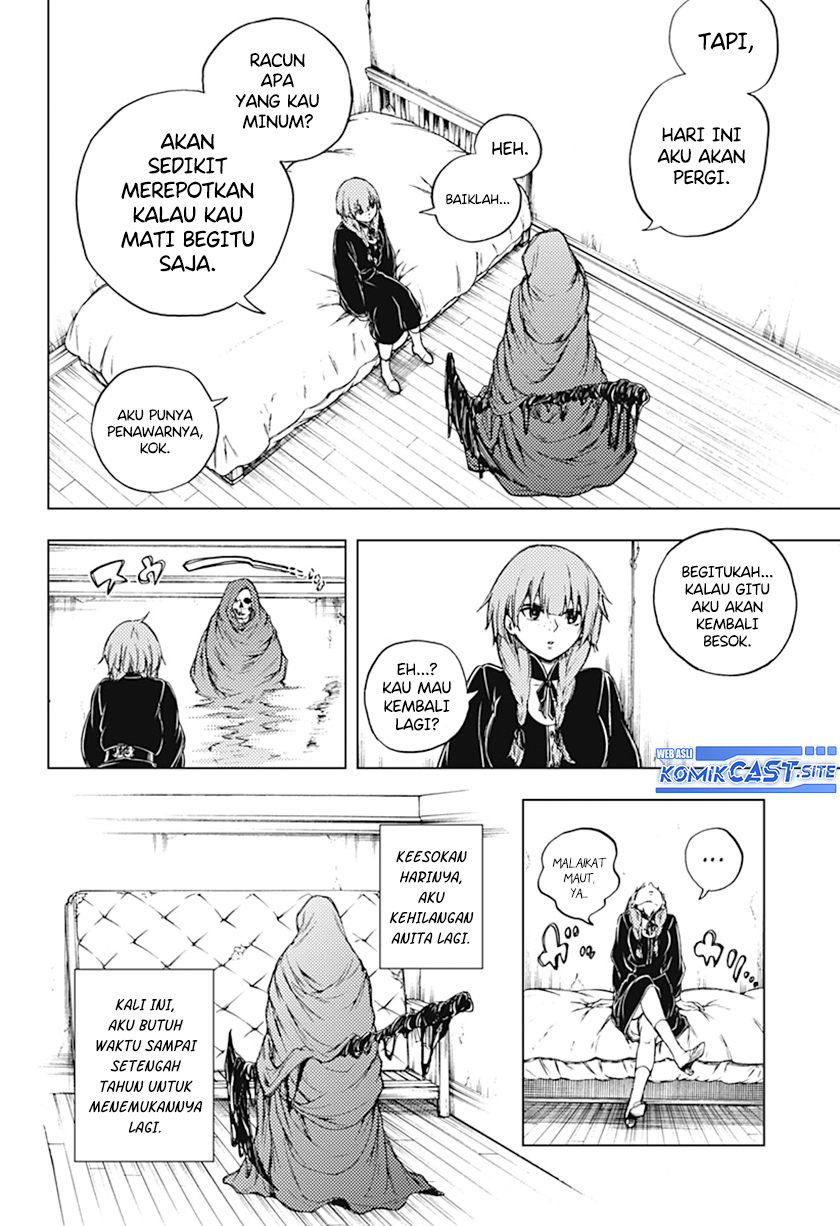 TAPI,
HARI INI
AKU AKAN
PERGI.
HEH.
BAIKLAH...
RACUN
APA
YANG KAU
MINUM?
AKAN
SEDIKIT
MEREPOTKAN
KALAU KAU
MATI BEGITU
SAJA.
AKU PUNYA
PENAWARNYA,
KOK.
BEGITUKAH...
KALAU GITU
AKU AKAN
KEMBALI
BESOK.
EH...?
KAU MAU
KEMBALI
LAGI?
WEB ASLI
KOMIKCAST.SITE
...
MALAIKAT
MAUT,
YA...
KEESOKAN
HARINYA,
AKU
KEHILANGAN
ANITA LAGI.
KALI INI,
AKU BUTUH
WAKTU SAMPAI
SETENGAH
TAHUN UNTUK
MENEMUKANNYA
LAGI.